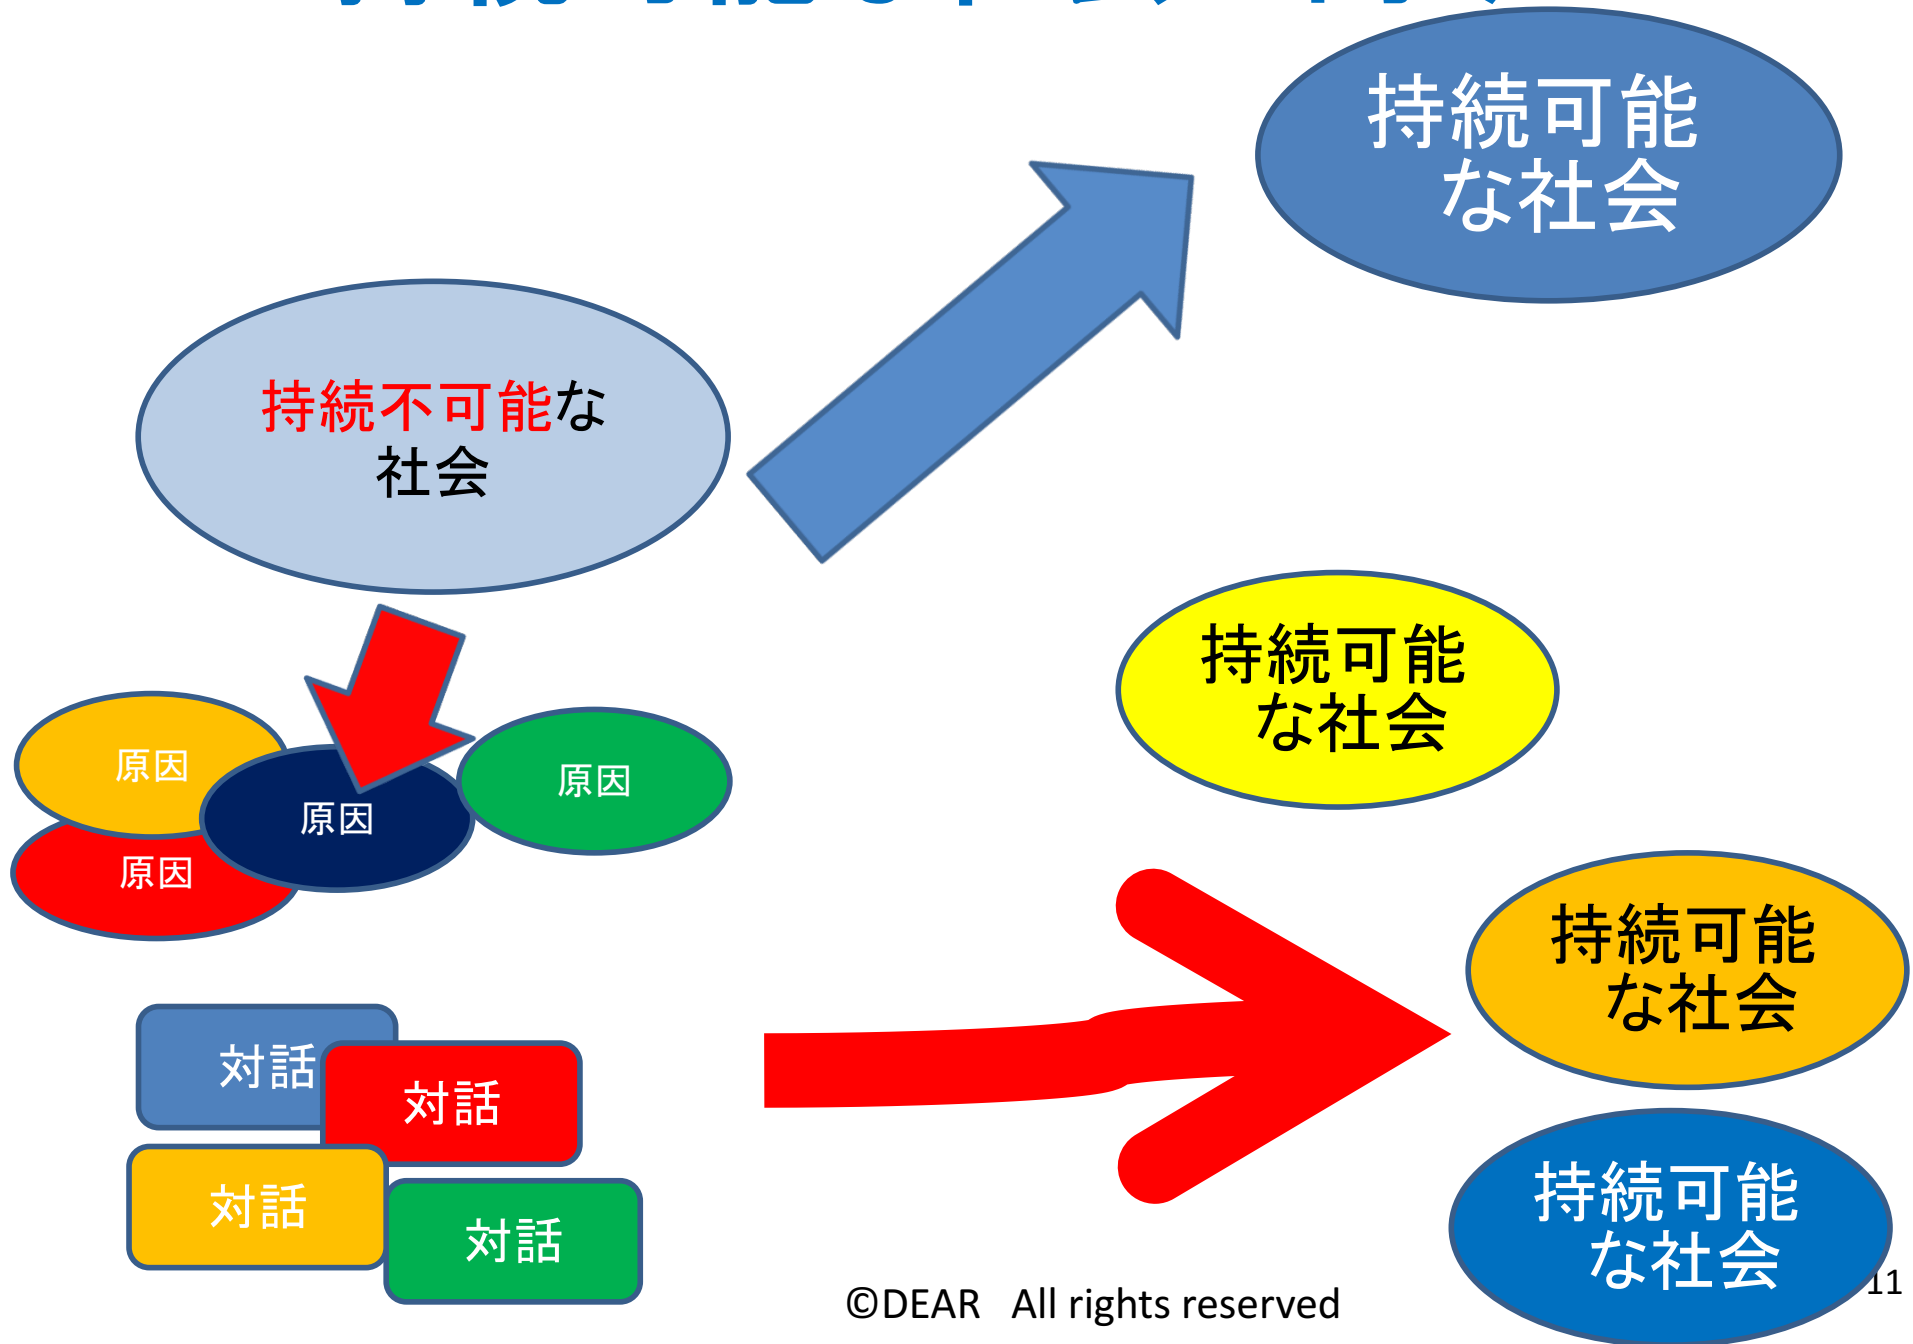 持続可能
な社会
持続不可能な
社会
持続可能
な社会
原因
原因
原因
原因
持続可能
な社会
対話
対話
対話
対話
持続可能
な社会
©DEAR All rights reserved
11